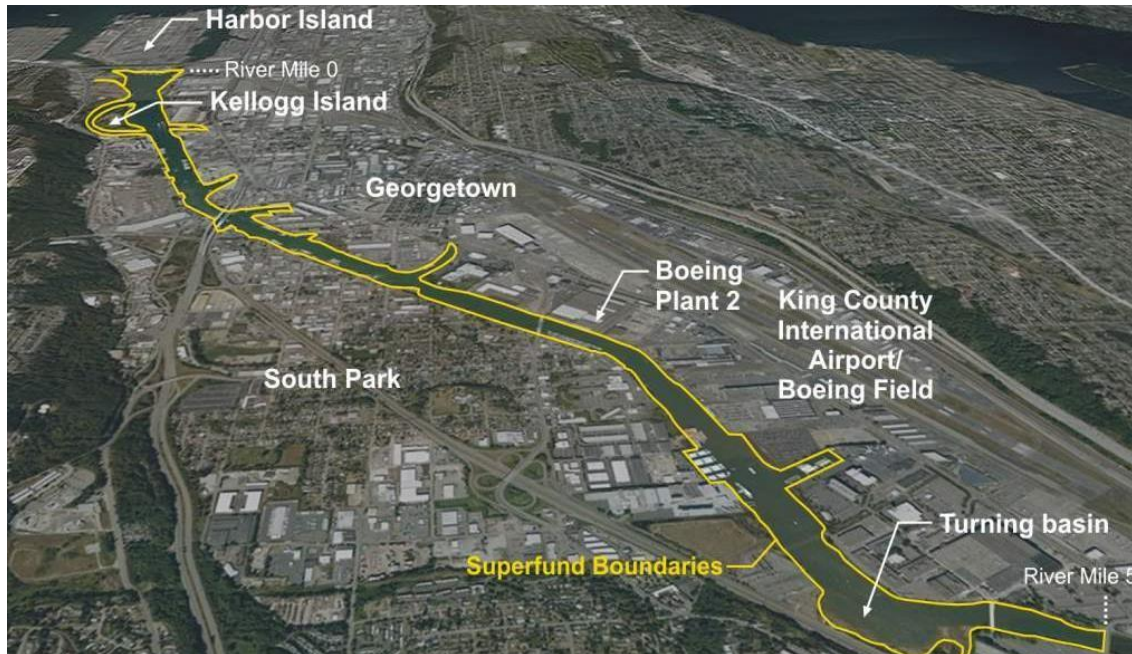 Harbor Island
River Mile 0
Kellogg Island
Georgetown
Boeing
Plant 2
King County
International
Airport/
Boeing Field
South Park
Turning basin
Superfund Boundaries
River Mile 5